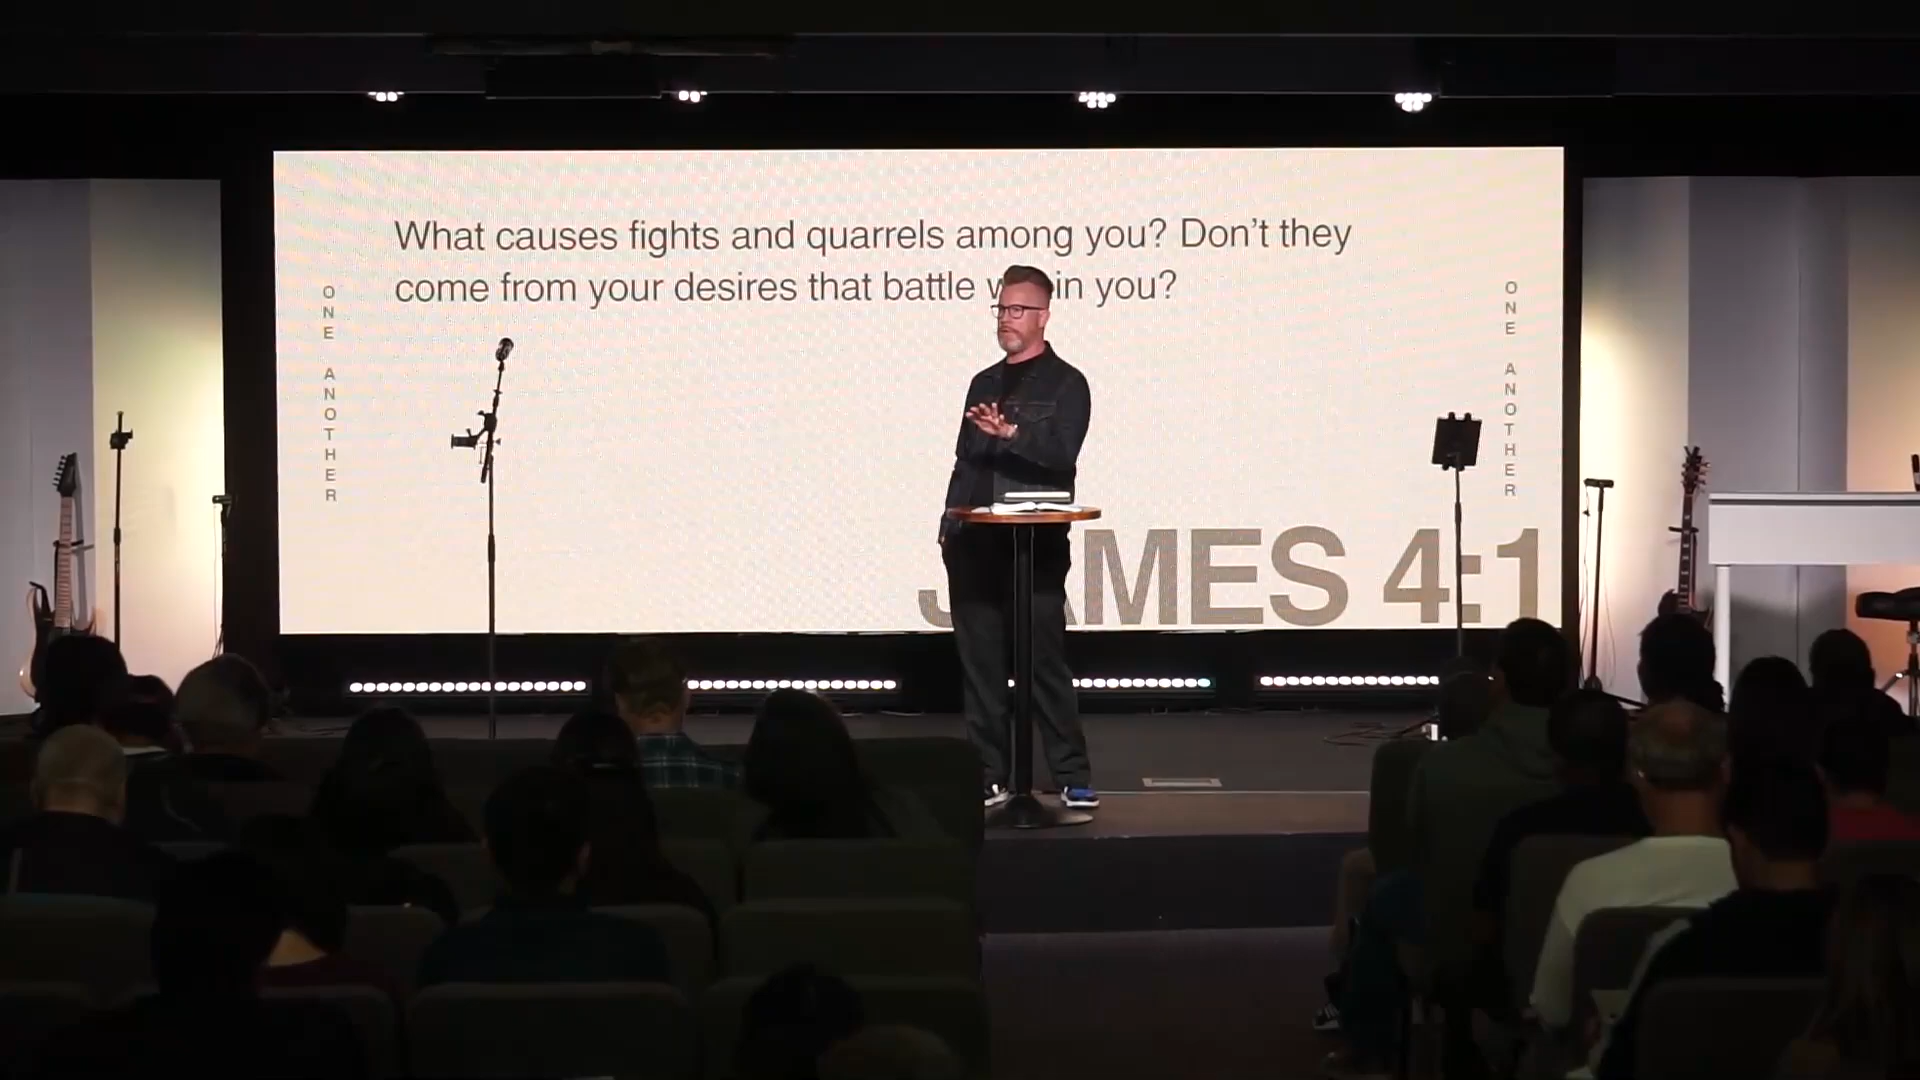 What causes fights and quarrels among you? Don't they
come from your desires that battle in you?
ONE ANOTHER
ONE ANOTHER
4:1